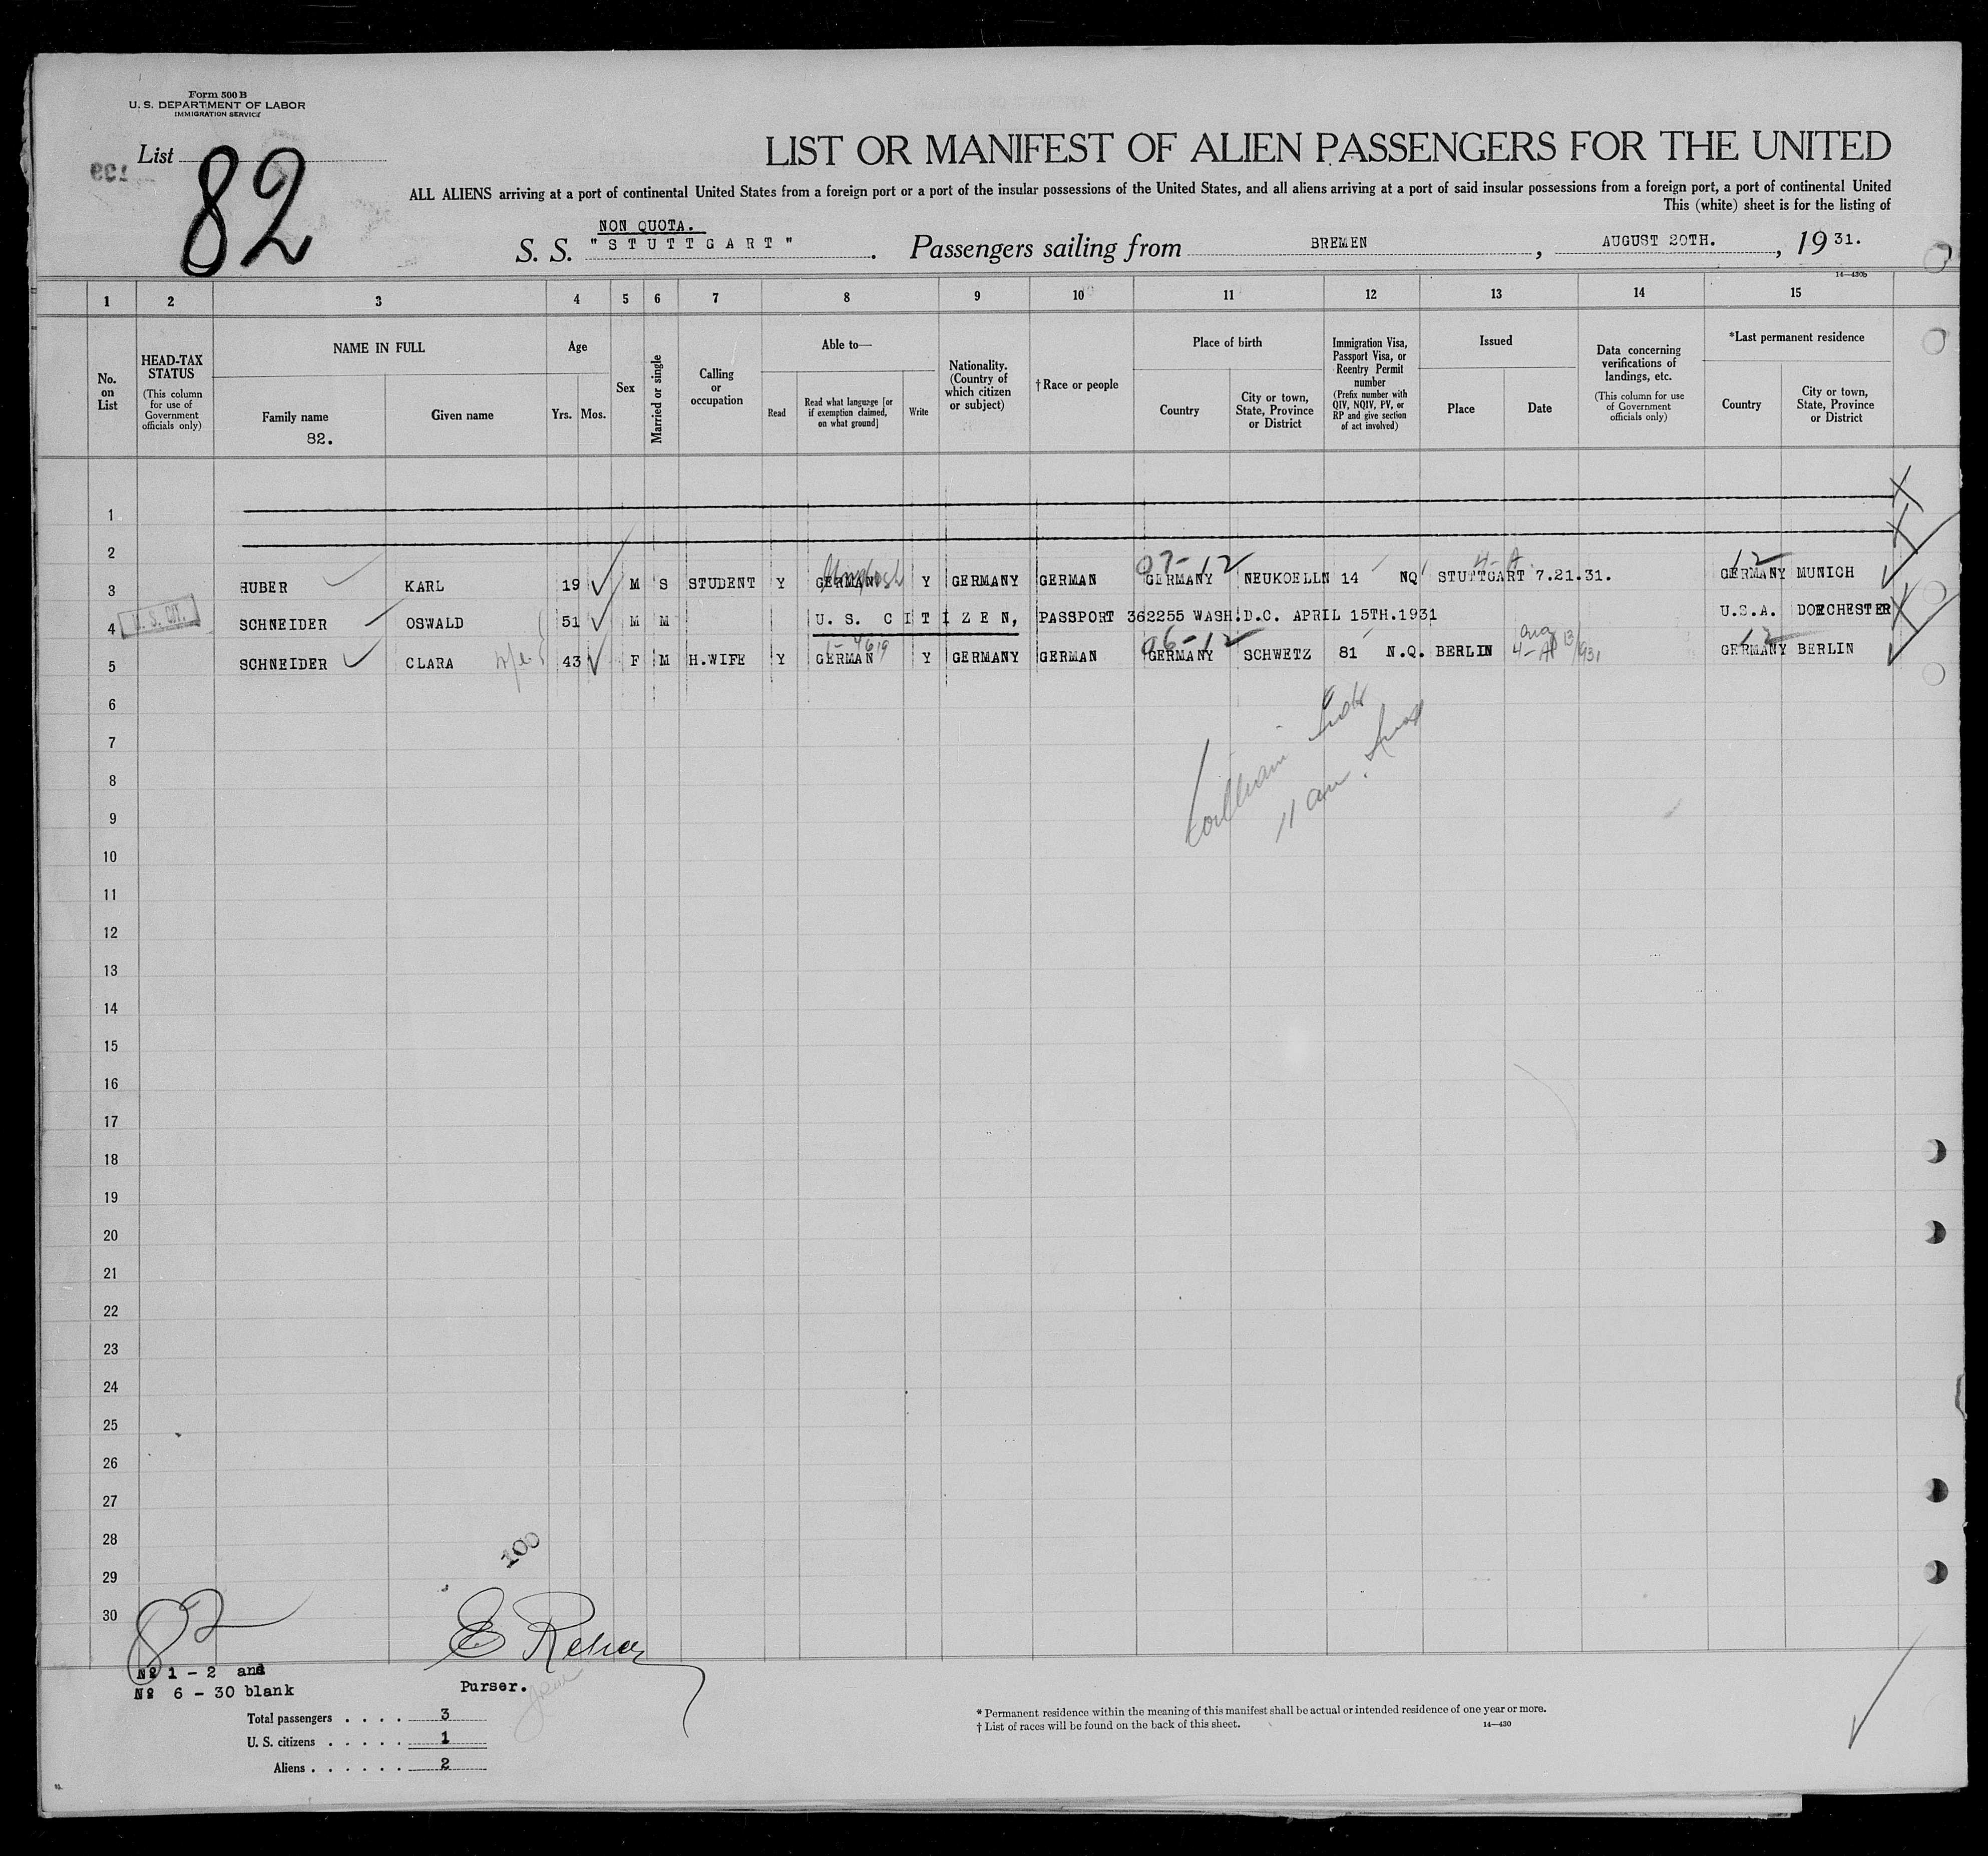 Form 500 B
U. S. DEPARTMENT OF LABOR
IMMIGRATION SERVICE
List
82
LIST OR MANIFEST OF ALIEN PASSENGERS FOR THE UNITED
ALL ALIENS arriving at a port of continental United States from a foreign port or a port of the insular possessions of the United States, and all aliens arriving at a port of said insular possessions from a foreign port, a port of continental United
This (white) sheet is for the listing of
NON QUOTA.
S. S. "STUTTGART". Passengers sailing from BREMEN, AUGUST 20TH., 1931.
14—430b
1 2 3 4 5 6 7 8 9 10 11 12 13 14 15
No. on List
HEAD-TAX STATUS
(This column for use of Government officials only)
NAME IN FULL
Family name
82.
Given name
Age
Yrs. Mos.
Sex
Married or single
Calling or occupation
Able to—
Read
Read what language [or if exemption claimed, on what ground]
Write
Nationality. (Country of which citizen or subject)
†Race or people
Place of birth
Country
City or town, State, Province or District
Immigration Visa, Passport Visa, or Reentry Permit number
(Prefix number with QIV, NQIV, PV, or RP and give section of act involved)
Issued
Place
Date
Data concerning verifications of landings, etc.
(This column for use of Government officials only)
*Last permanent residence
Country
City or town, State, Province or District
1
2
07-12 4-A 12
3 HUBER KARL 19 M S STUDENT Y GERMAN Y GERMANY GERMAN GERMANY NEUKOELLN 14 NQ STUTTGART 7.21.31. GERMANY MUNICH
4 U. S. CIT. SCHNEIDER OSWALD 51 M M U. S. CITIZEN, PASSPORT 362255 WASH.D.C. APRIL 15TH.1931 U.S.A. DORCHESTER
06-12 12
5 SCHNEIDER CLARA 43 F M H.WIFE Y GERMAN Y GERMANY GERMAN GERMANY SCHWETZ 81 N.Q. BERLIN Aug 13/931 GERMANY BERLIN
6
7
8
William
9
11 am.
10
11
12
13
14
15
16
17
18
19
20
21
22
23
24
25
26
27
28
100
29
30
82
№ 1 - 2 and
№ 6 - 30 blank
Purser.
Total passengers . . . . 3
U. S. citizens . . . . . 1
Aliens . . . . . . 2
* Permanent residence within the meaning of this manifest shall be actual or intended residence of one year or more.
† List of races will be found on the back of this sheet.
14—430